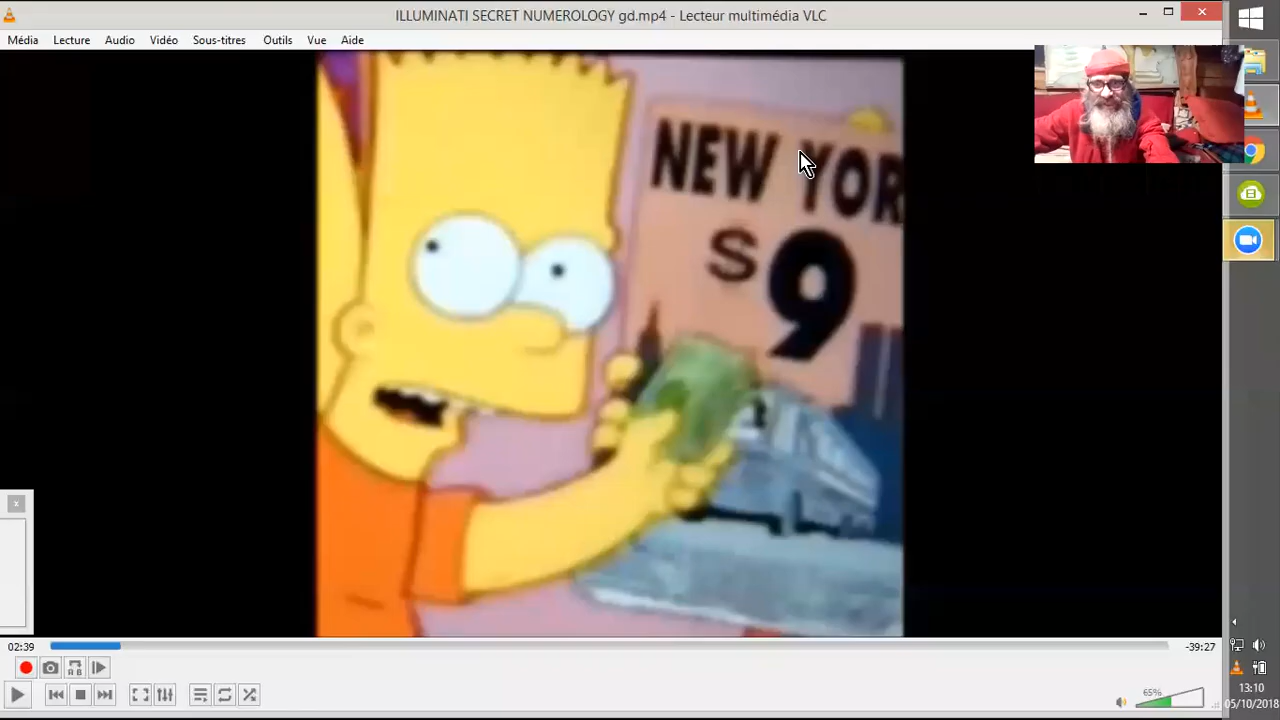 ILLUMINATI SECRET NUMEROLOGY gd.mp4 - Lecteur multimédia VLC
Média Lecture Audio Vidéo Sous-titres Outils Vue Aide
NEW YOR
$9
02:39
-39:27
65%
13:10
05/10/2018